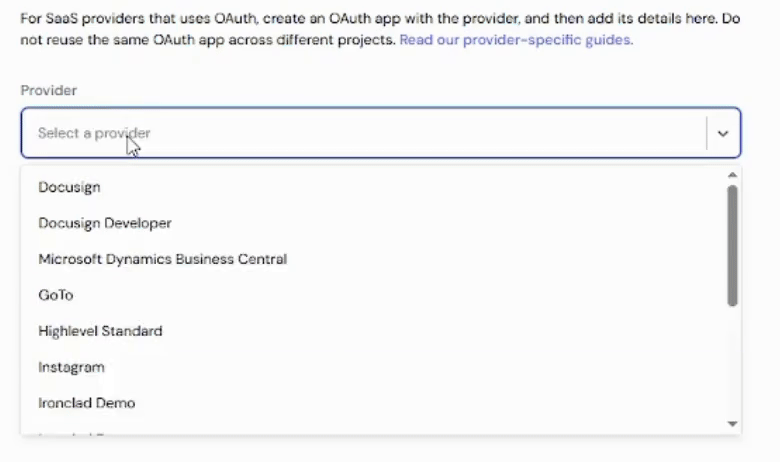 For SaaS providers that uses OAuth, create an OAuth app with the provider, and then add its details here. Do
not reuse the same OAuth app across different projects. Read our provider-specific guides.
Provider
Select a provider
Docusign
Docusign Developer
Microsoft Dynamics Business Central
GoTo
Highlevel Standard
Instagram
Ironclad Demo